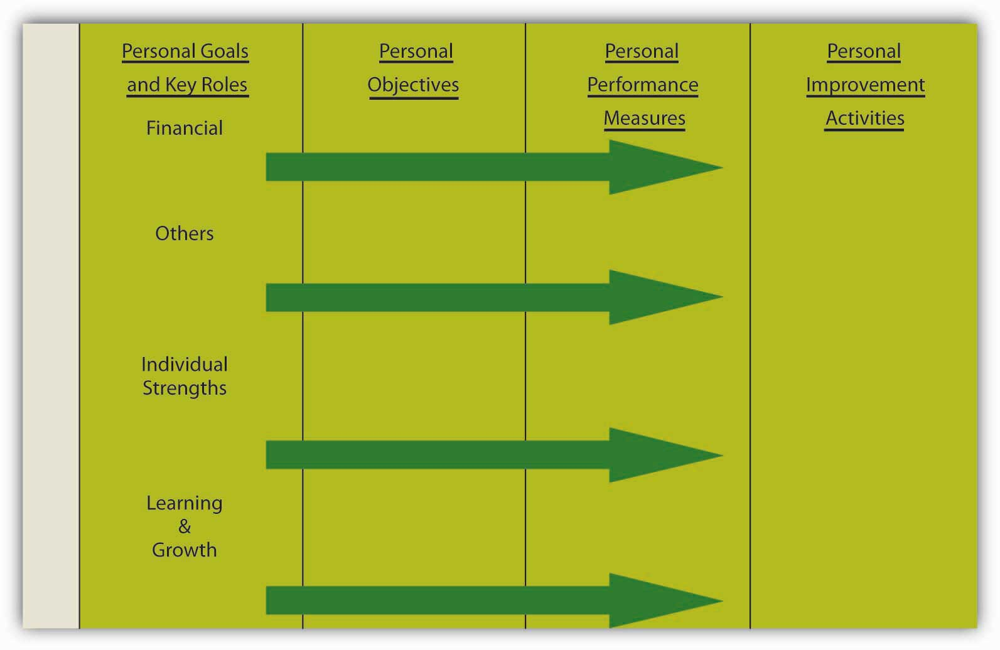 Personal Goals
and Key Roles
Financial
Others
Individual
Strengths
Learning
&
Growth
Personal
Objectives
Personal
Performance
Measures
Personal
Improvement
Activities